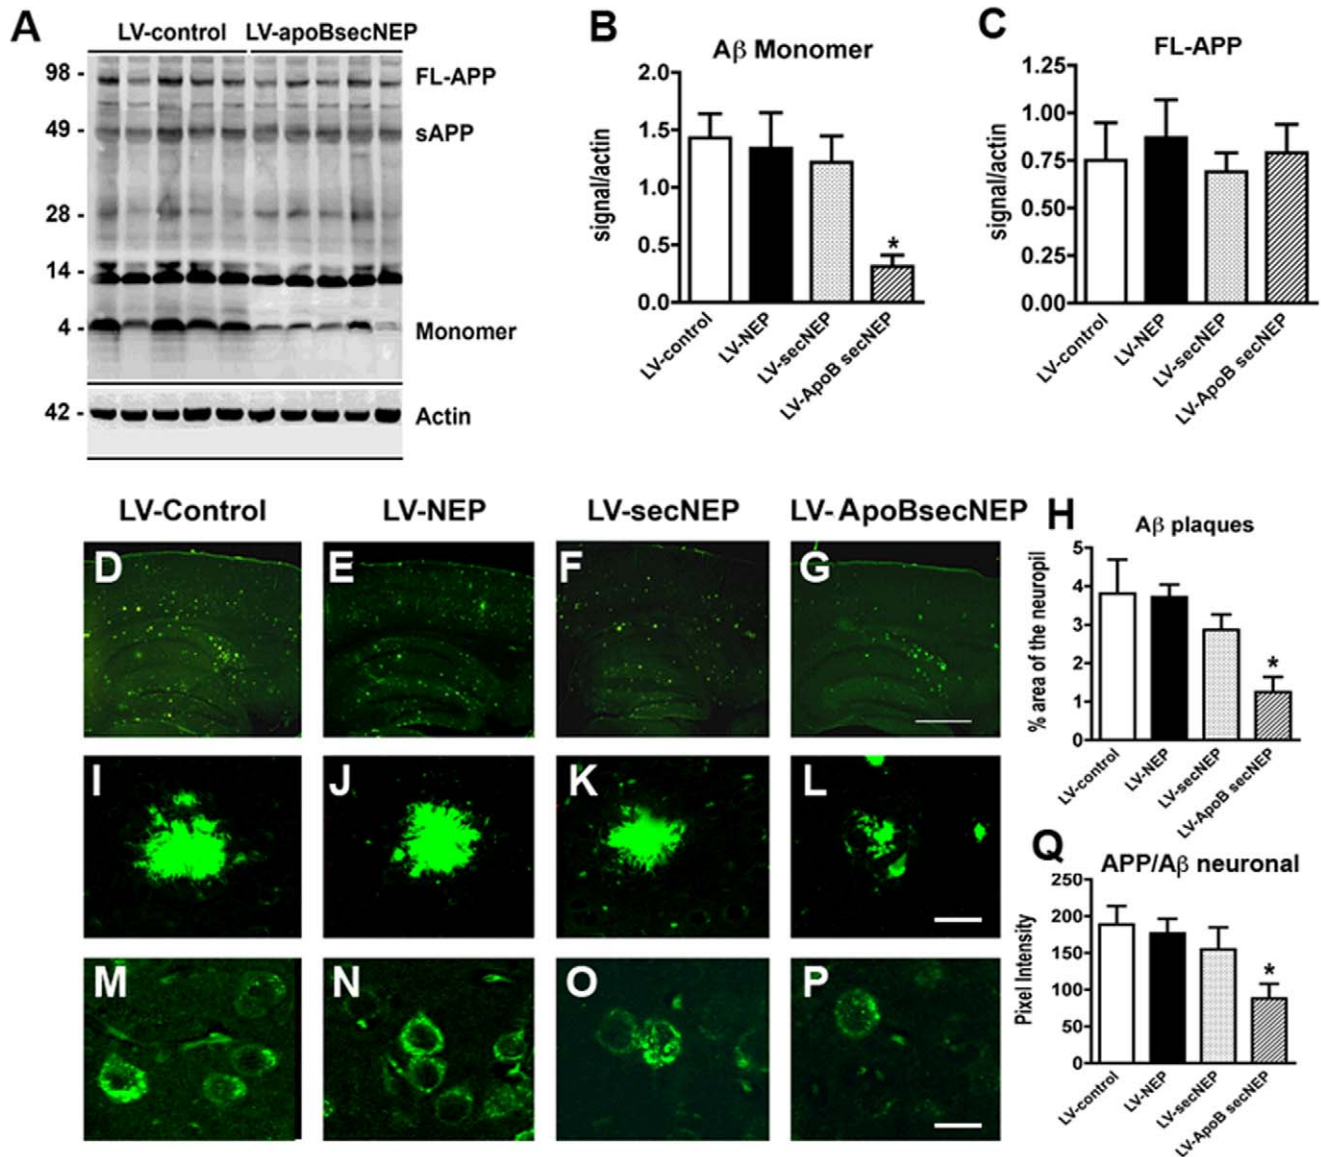 A
LV-control LV-apoBsecNEP
98 -
FL-APP
49 -
sAPP
28 -
14 -
4 -
Monomer
42 -
Actin
B
Aβ Monomer
signal/actin
2.0
1.5
1.0
0.5
0.0
*
LV-control
LV-NEP
LV-secNEP
LV-ApoB secNEP
C
FL-APP
signal/actin
1.25
1.00
0.75
0.50
0.25
0.00
LV-control
LV-NEP
LV-secNEP
LV-ApoB secNEP
LV-Control LV-NEP LV-secNEP LV- ApoBsecNEP
D E F G
H
Aβ plaques
% area of the neuropil
5
4
3
2
1
0
*
LV-control
LV-NEP
LV-secNEP
LV-ApoB secNEP
I J K L
M N O P
Q
APP/Aβ neuronal
Pixel Intensity
250
200
150
100
50
0
*
LV-control
LV-NEP
LV-secNEP
LV-ApoB secNEP